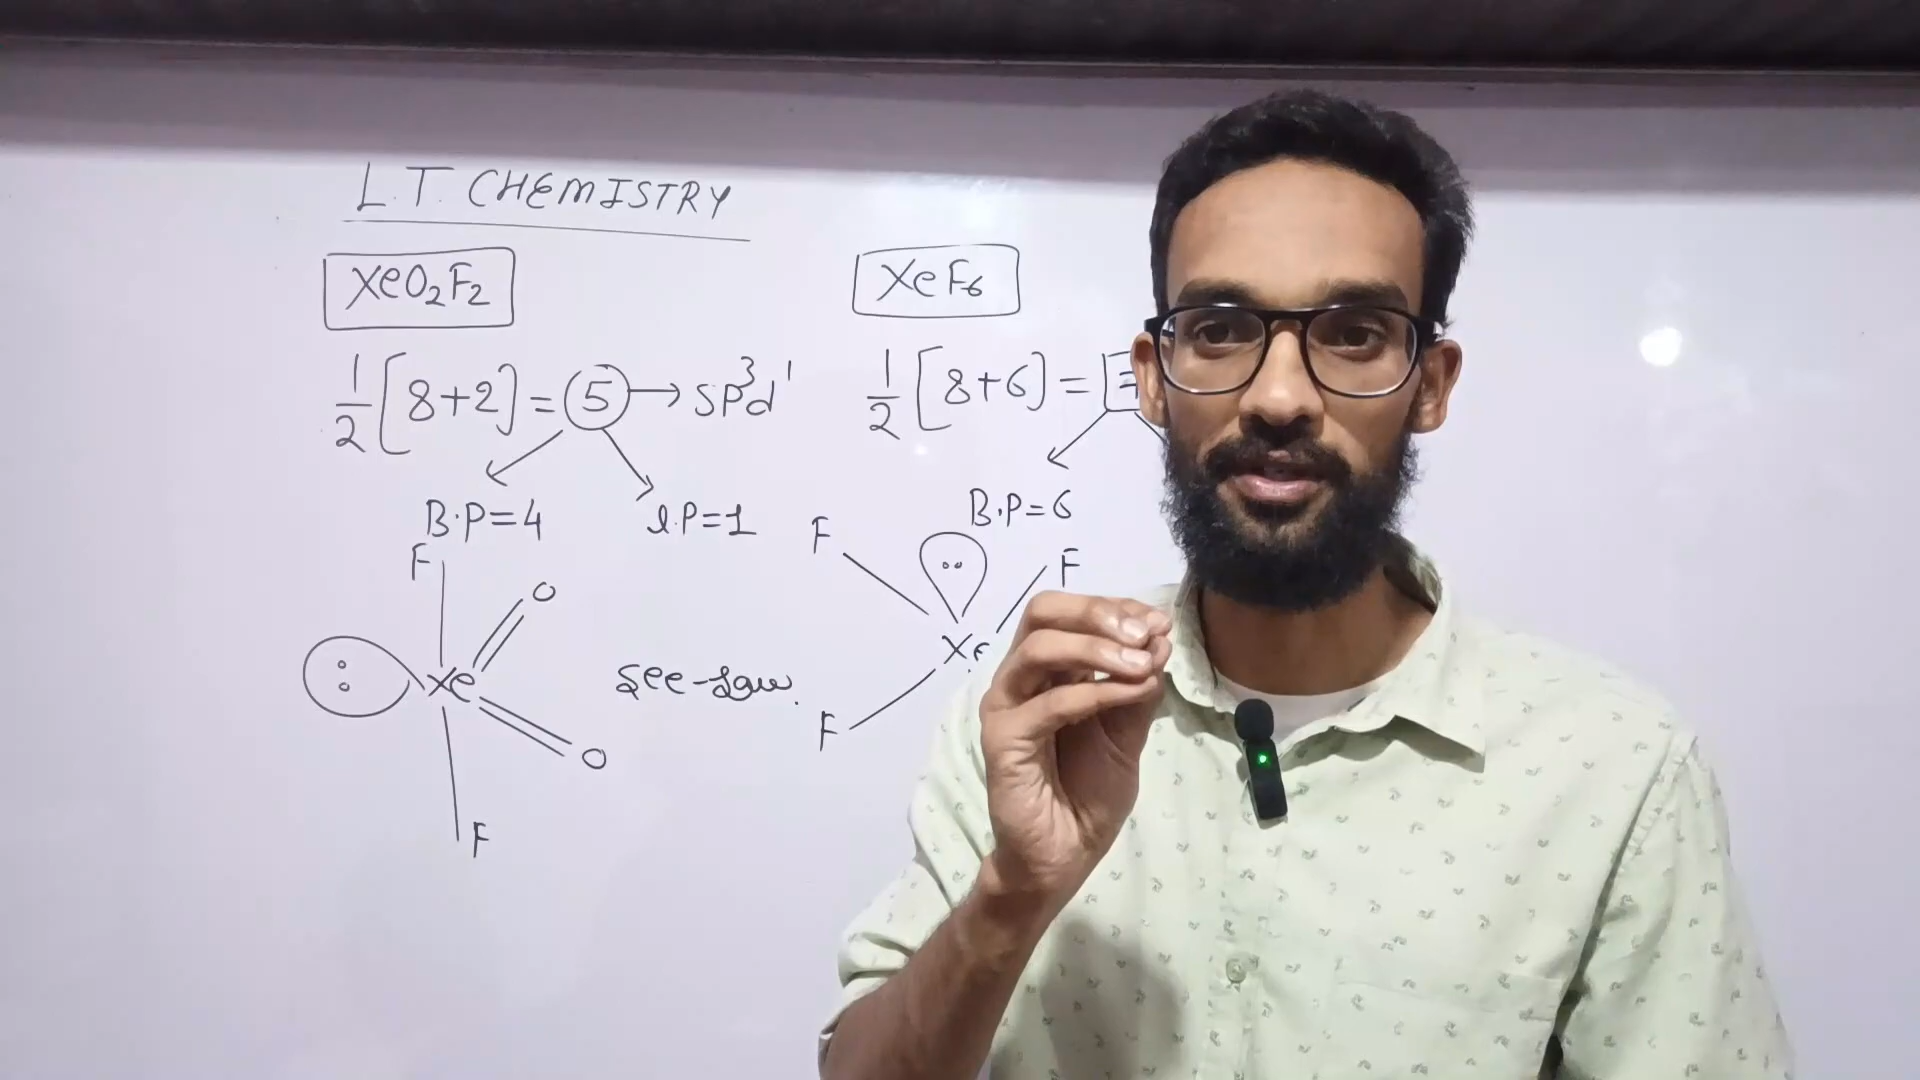 L.T. CHEMISTRY
XeO₂F₂
½[8+2] = 5 → sp³d¹
B.P=4
l.P=1
F
O
Xe
O
F
see-saw.
XeF₆
½[8+6] =
B.P=6
F
F
Xe
F